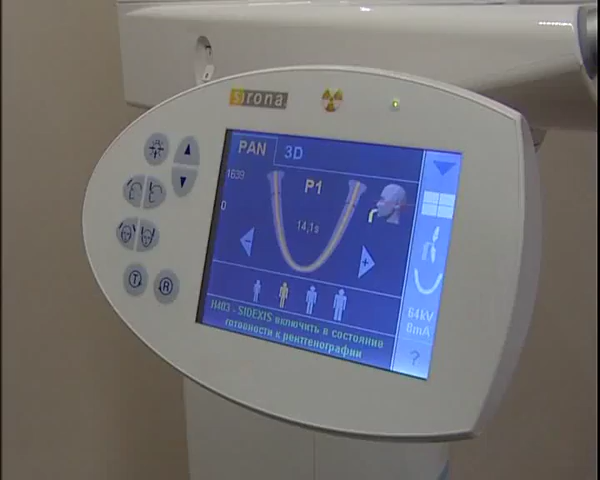 sirona
PAN 3D
1639
P1
0
14,1s
- +
64kV
8mA
H403 - SIDEXIS включить в состояние
готовности к рентгенографии
?
T R